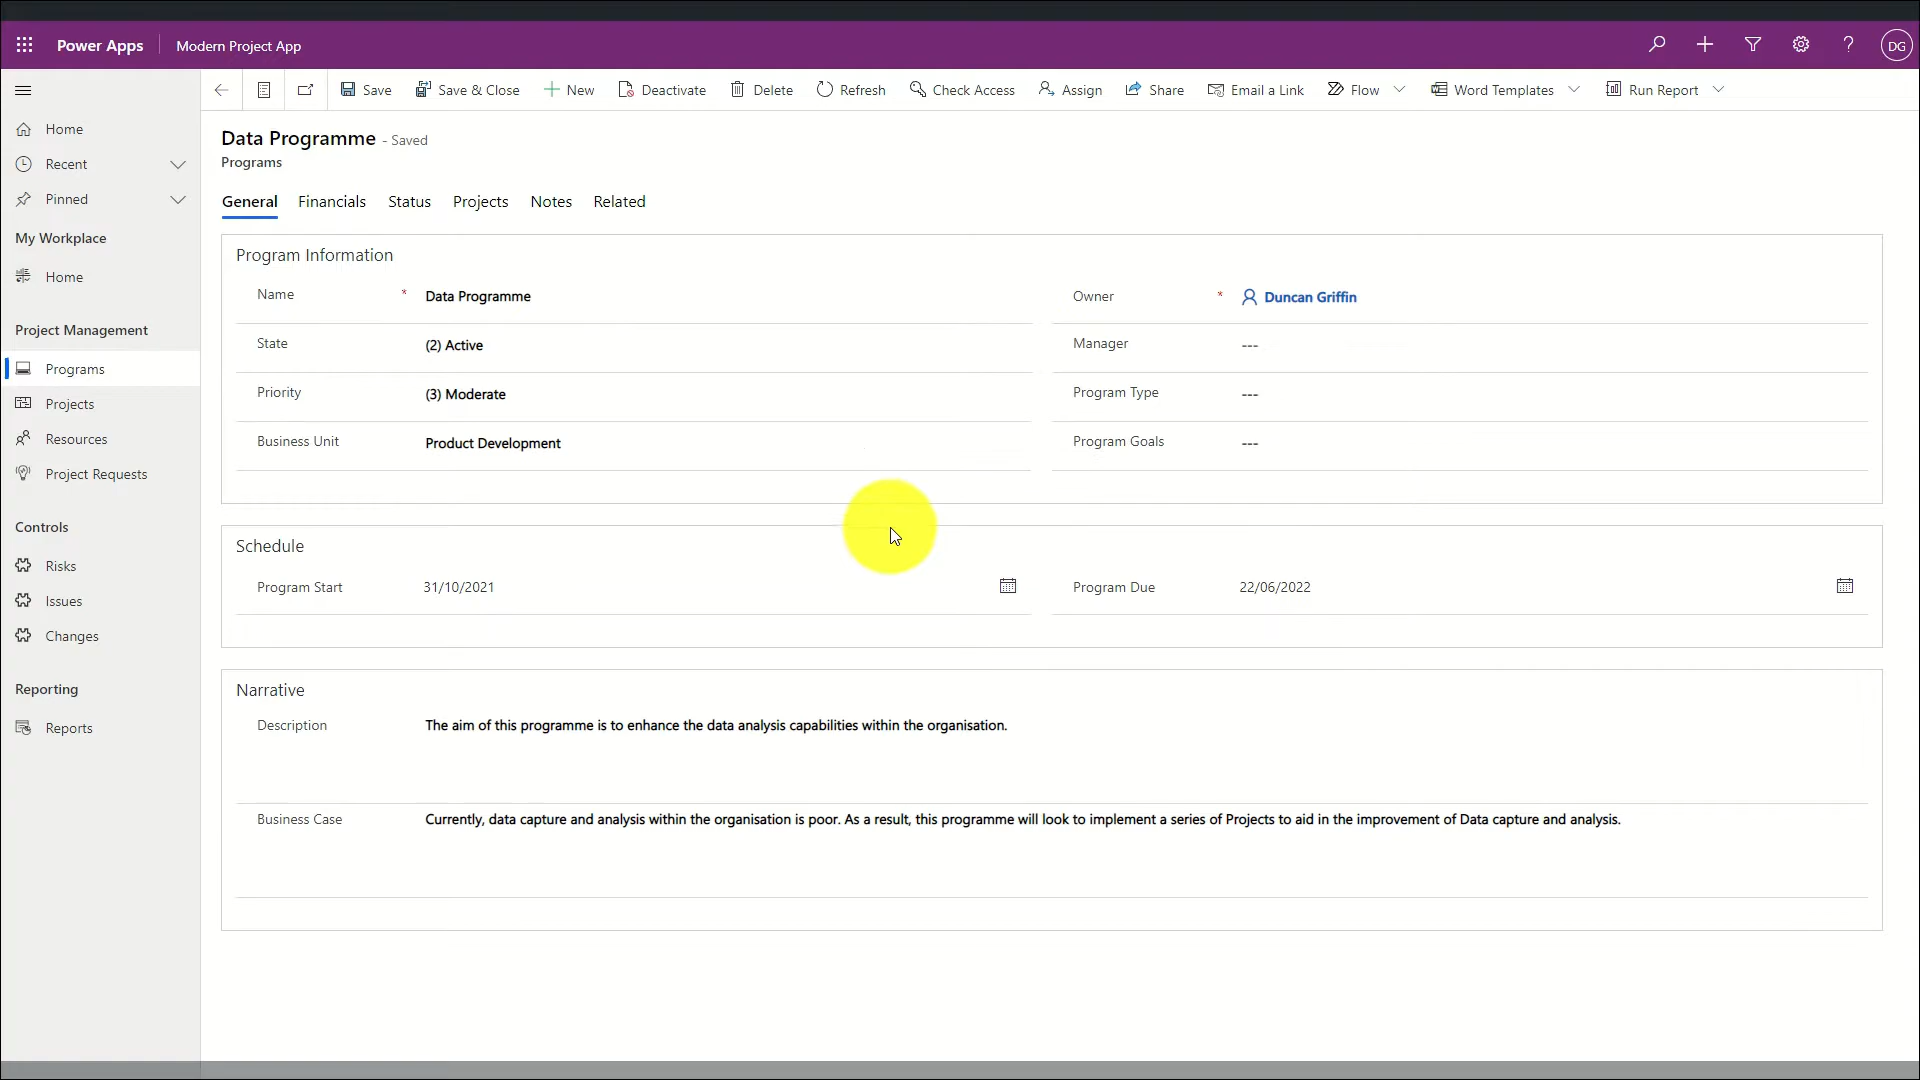 Power Apps Modern Project App DG
Save Save & Close New Deactivate Delete Refresh Check Access Assign Share Email a Link Flow Word Templates Run Report
Home
Recent
Pinned
My Workplace
Home
Project Management
Programs
Projects
Resources
Project Requests
Controls
Risks
Issues
Changes
Reporting
Reports
Data Programme - Saved
Programs
General Financials Status Projects Notes Related
Program Information
Name * Data Programme
Owner * Duncan Griffin
State (2) Active
Manager ---
Priority (3) Moderate
Program Type ---
Business Unit Product Development
Program Goals ---
Schedule
Program Start 31/10/2021
Program Due 22/06/2022
Narrative
Description The aim of this programme is to enhance the data analysis capabilities within the organisation.
Business Case Currently, data capture and analysis within the organisation is poor. As a result, this programme will look to implement a series of Projects to aid in the improvement of Data capture and analysis.